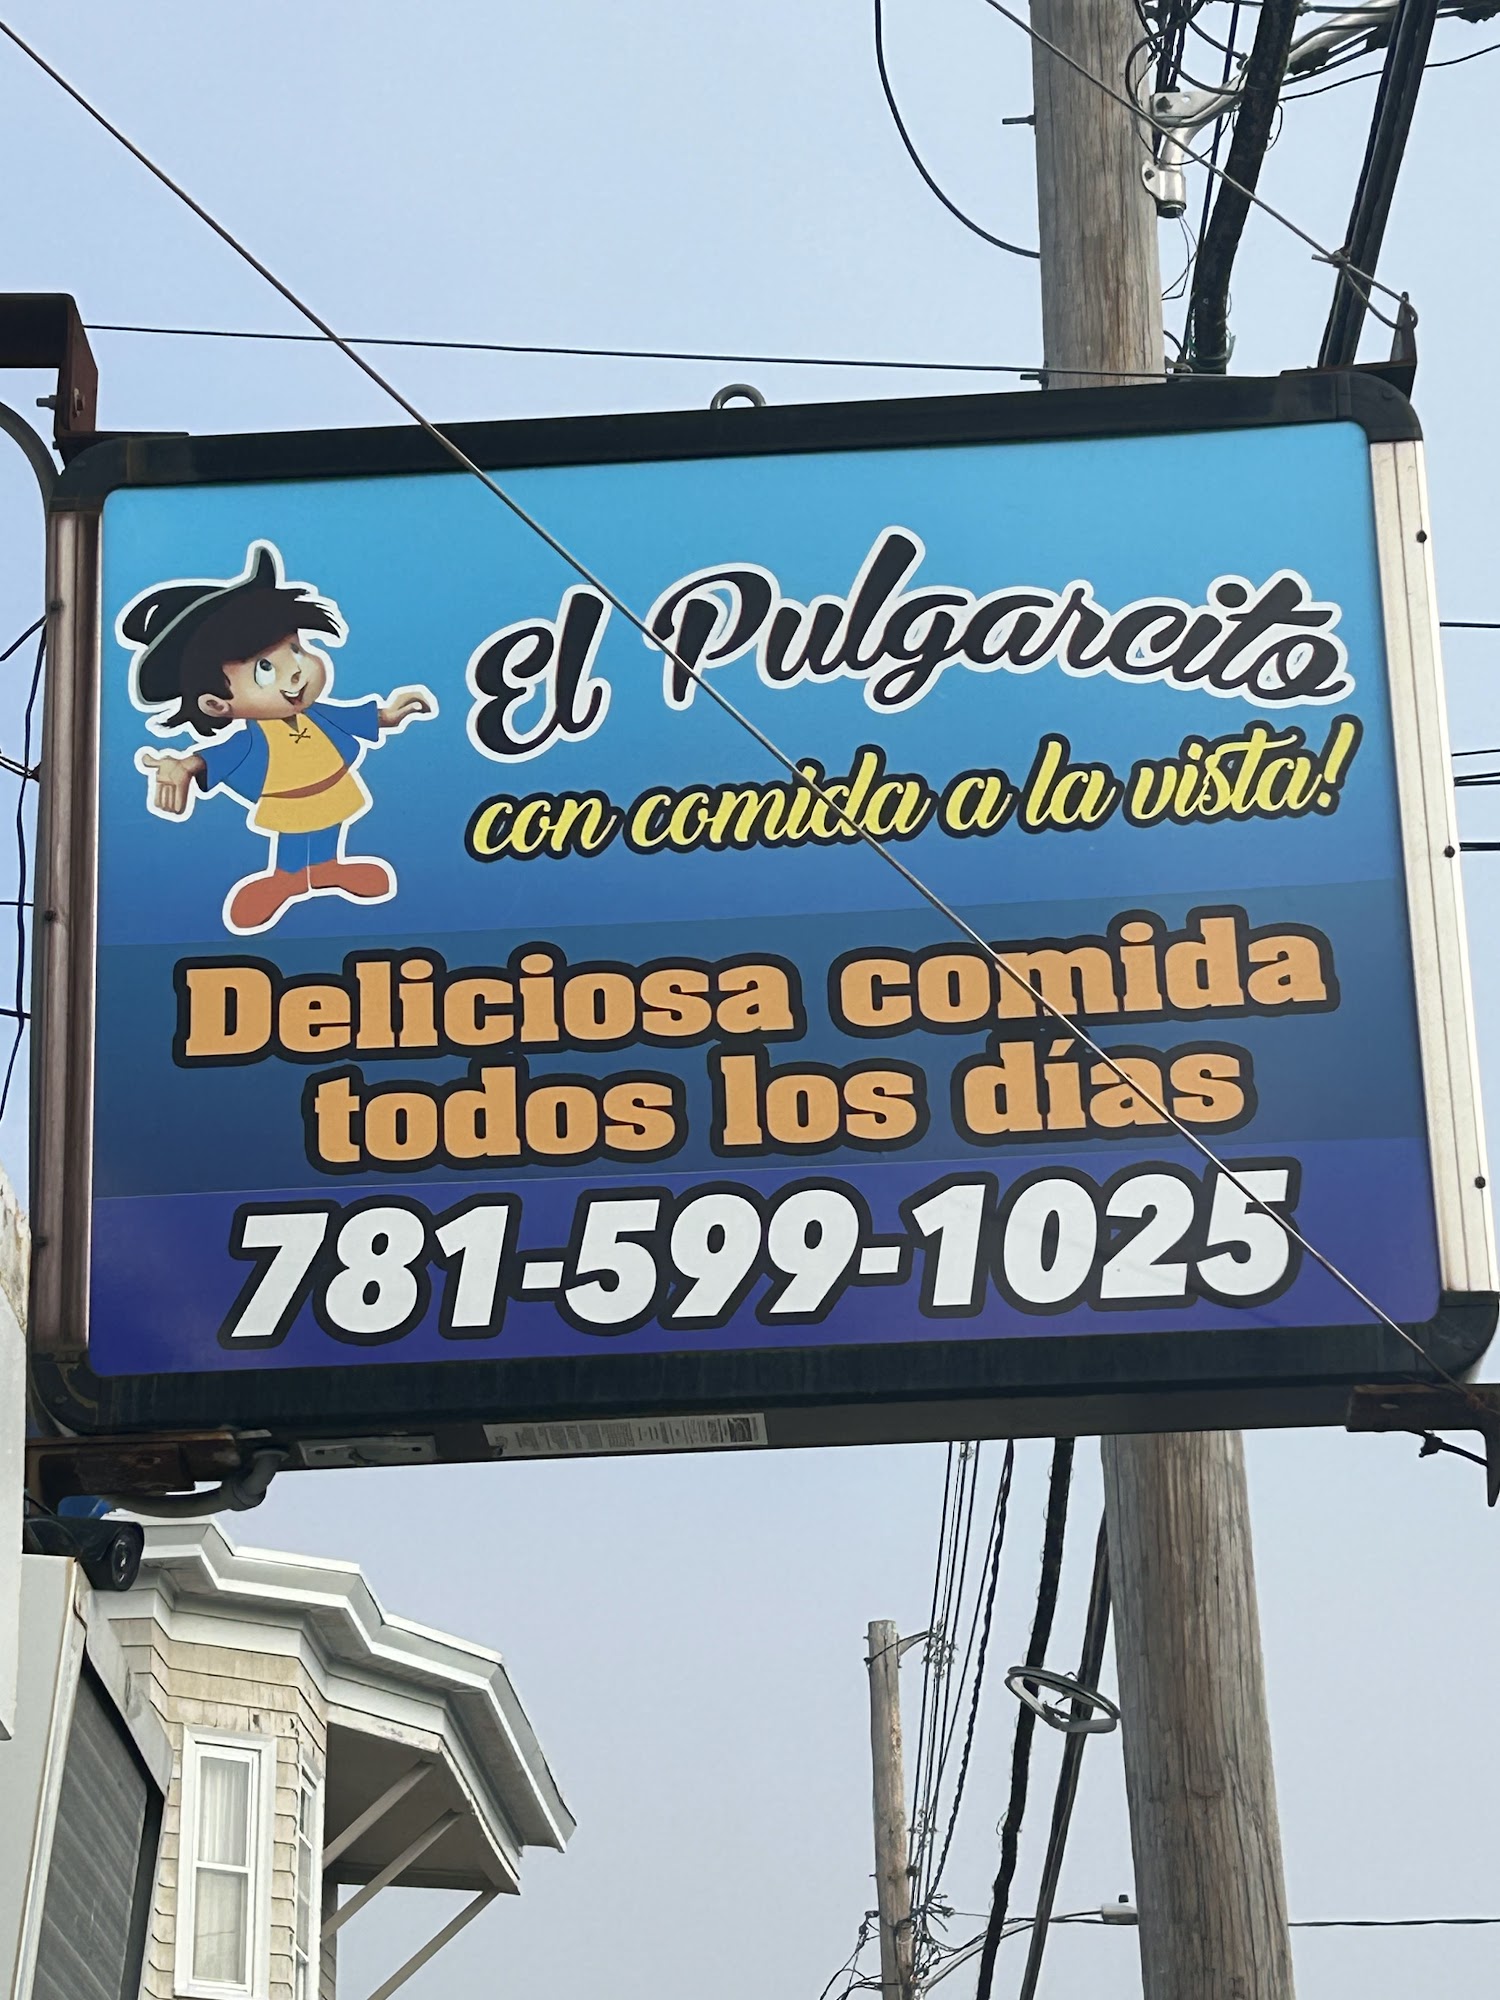 El Pulgarcito
con comida a la vista!
Deliciosa comida
todos los días
781-599-1025